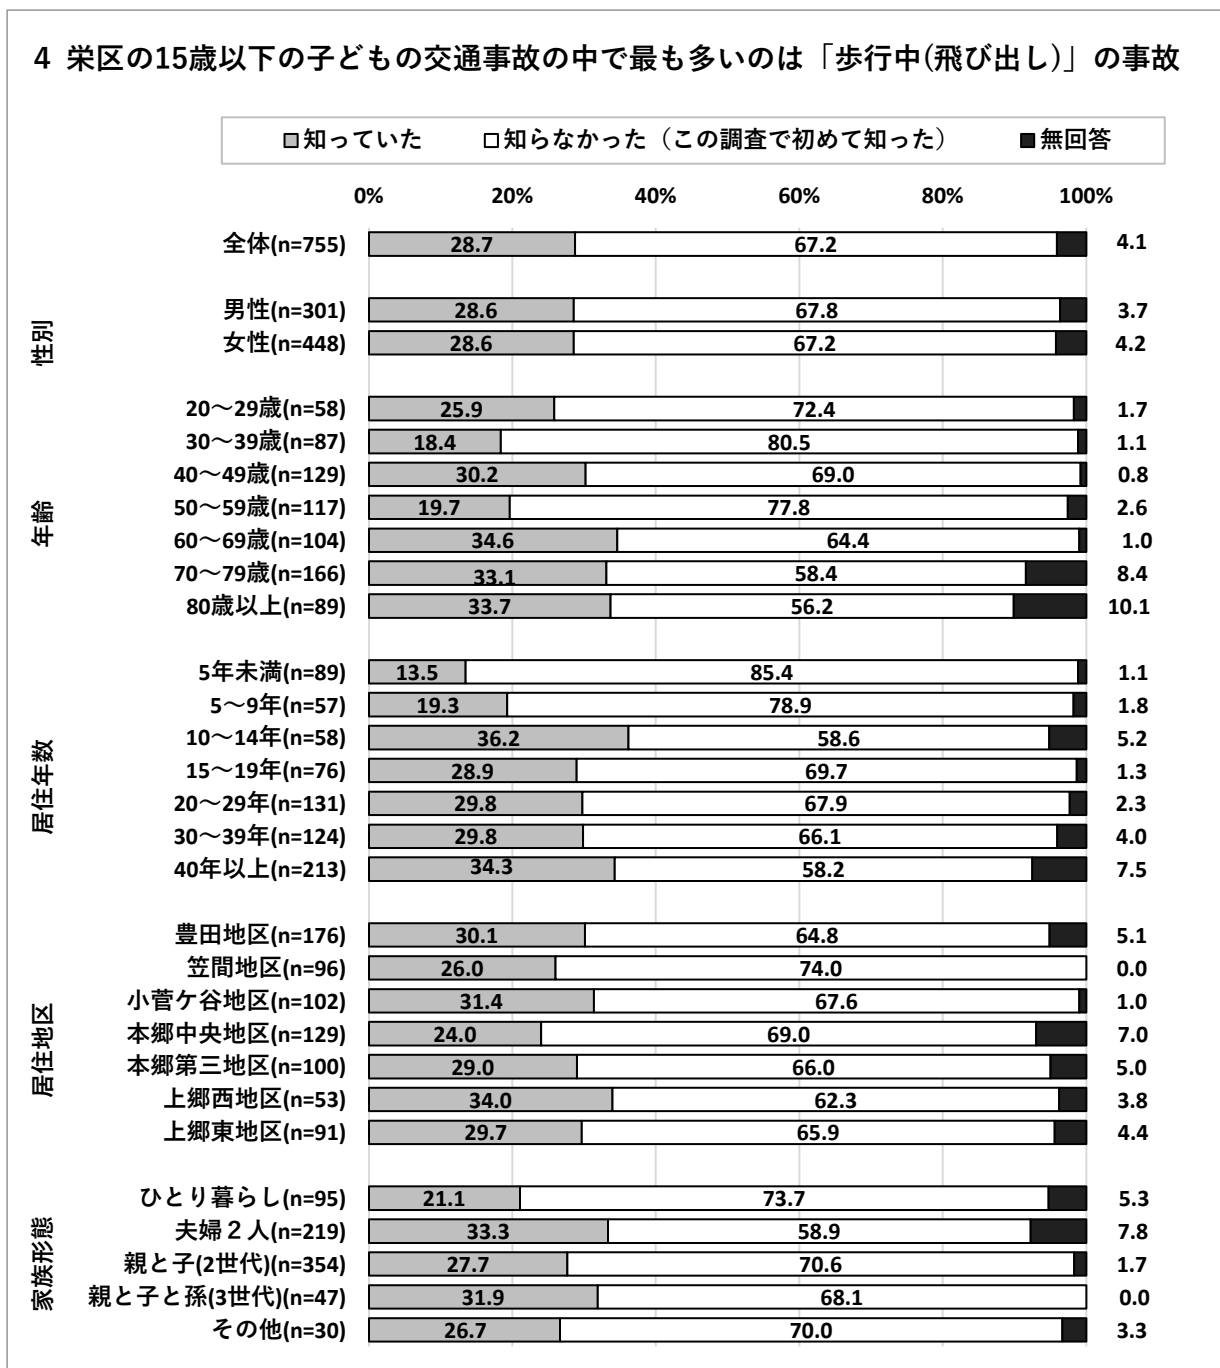 4 栄区の15歳以下の子どもの交通事故の中で最も多いのは「歩行中(飛び出し)」の事故
知っていた 知らなかった（この調査で初めて知った） 無回答
0% 20% 40% 60% 80% 100%
全体(n=755) 28.7 67.2 4.1
性別
男性(n=301) 28.6 67.8 3.7
女性(n=448) 28.6 67.2 4.2
年齢
20～29歳(n=58) 25.9 72.4 1.7
30～39歳(n=87) 18.4 80.5 1.1
40～49歳(n=129) 30.2 69.0 0.8
50～59歳(n=117) 19.7 77.8 2.6
60～69歳(n=104) 34.6 64.4 1.0
70～79歳(n=166) 33.1 58.4 8.4
80歳以上(n=89) 33.7 56.2 10.1
居住年数
5年未満(n=89) 13.5 85.4 1.1
5～9年(n=57) 19.3 78.9 1.8
10～14年(n=58) 36.2 58.6 5.2
15～19年(n=76) 28.9 69.7 1.3
20～29年(n=131) 29.8 67.9 2.3
30～39年(n=124) 29.8 66.1 4.0
40年以上(n=213) 34.3 58.2 7.5
居住地区
豊田地区(n=176) 30.1 64.8 5.1
笠間地区(n=96) 26.0 74.0 0.0
小菅ケ谷地区(n=102) 31.4 67.6 1.0
本郷中央地区(n=129) 24.0 69.0 7.0
本郷第三地区(n=100) 29.0 66.0 5.0
上郷西地区(n=53) 34.0 62.3 3.8
上郷東地区(n=91) 29.7 65.9 4.4
家族形態
ひとり暮らし(n=95) 21.1 73.7 5.3
夫婦２人(n=219) 33.3 58.9 7.8
親と子(2世代)(n=354) 27.7 70.6 1.7
親と子と孫(3世代)(n=47) 31.9 68.1 0.0
その他(n=30) 26.7 70.0 3.3